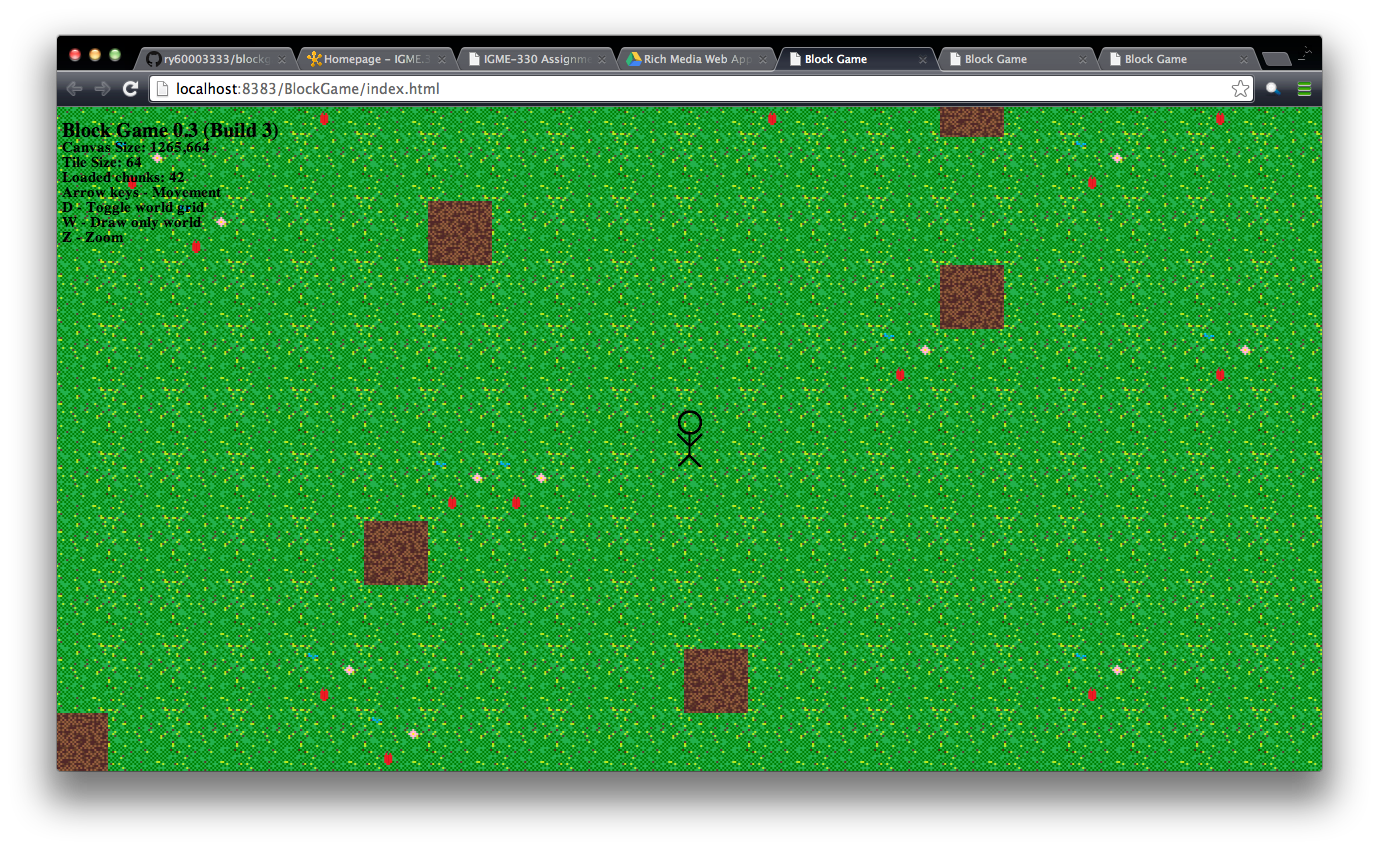 ry60003333/blockg
Homepage – IGME.3
IGME-330 Assignme
Rich Media Web App
Block Game
Block Game
Block Game
localhost:8383/BlockGame/index.html
Block Game 0.3 (Build 3)
Canvas Size: 1265,664
Tile Size: 64
Loaded chunks: 42
Arrow keys - Movement
D - Toggle world grid
W - Draw only world
Z - Zoom